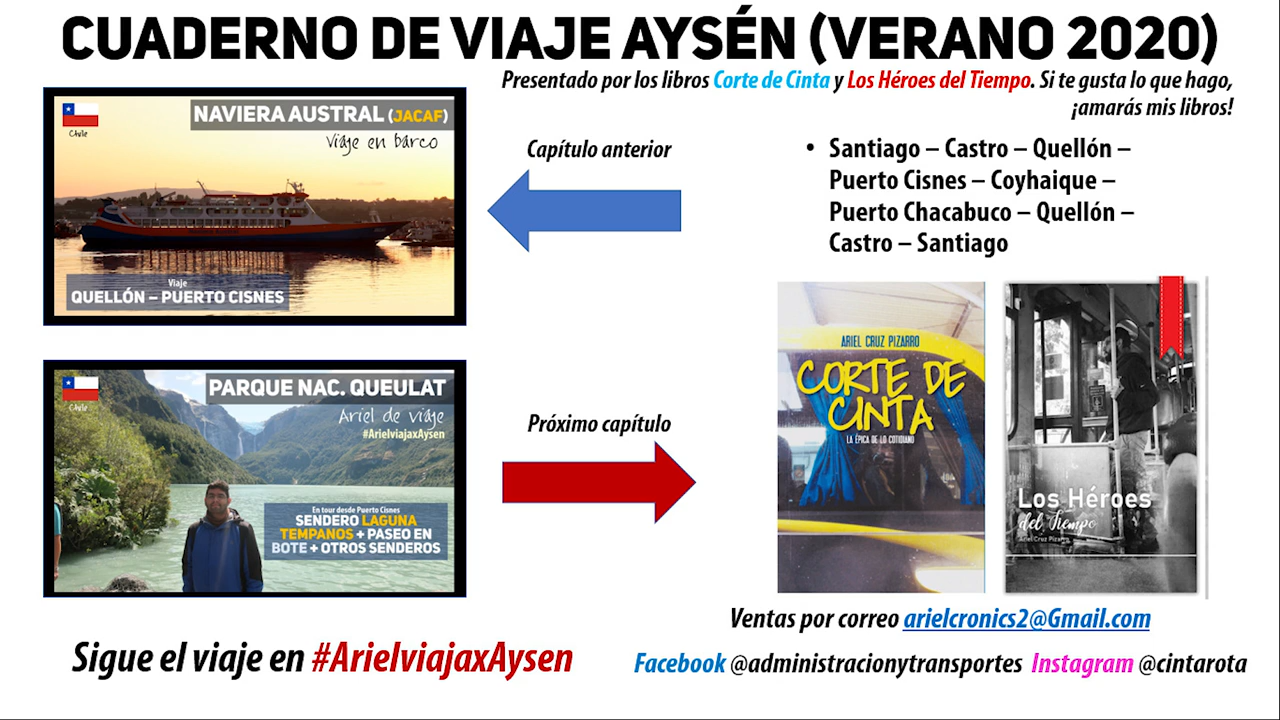 CUADERNO DE VIAJE AYSÉN (VERANO 2020)
Presentado por los libros Corte de Cinta y Los Héroes del Tiempo. Si te gusta lo que hago,
¡amarás mis libros!
Chile
NAVIERA AUSTRAL (JACAF)
Viaje en barco
Viaje
QUELLÓN – PUERTO CISNES
Capítulo anterior
• Santiago – Castro – Quellón –
Puerto Cisnes – Coyhaique –
Puerto Chacabuco – Quellón –
Castro – Santiago
Chile
PARQUE NAC. QUEULAT
Ariel de viaje
#ArielviajaxAysen
En tour desde Puerto Cisnes
SENDERO LAGUNA
TEMPANOS + PASEO EN
BOTE + OTROS SENDEROS
Próximo capítulo
ARIEL CRUZ PIZARRO
CORTE DE
CINTA
LA ÉPICA DE LO COTIDIANO
Los Héroes
del Tiempo
Ariel Cruz Pizarro
Ventas por correo arielcronics2@Gmail.com
Sigue el viaje en #ArielviajaxAysen
Facebook @administracionytransportes Instagram @cintarota